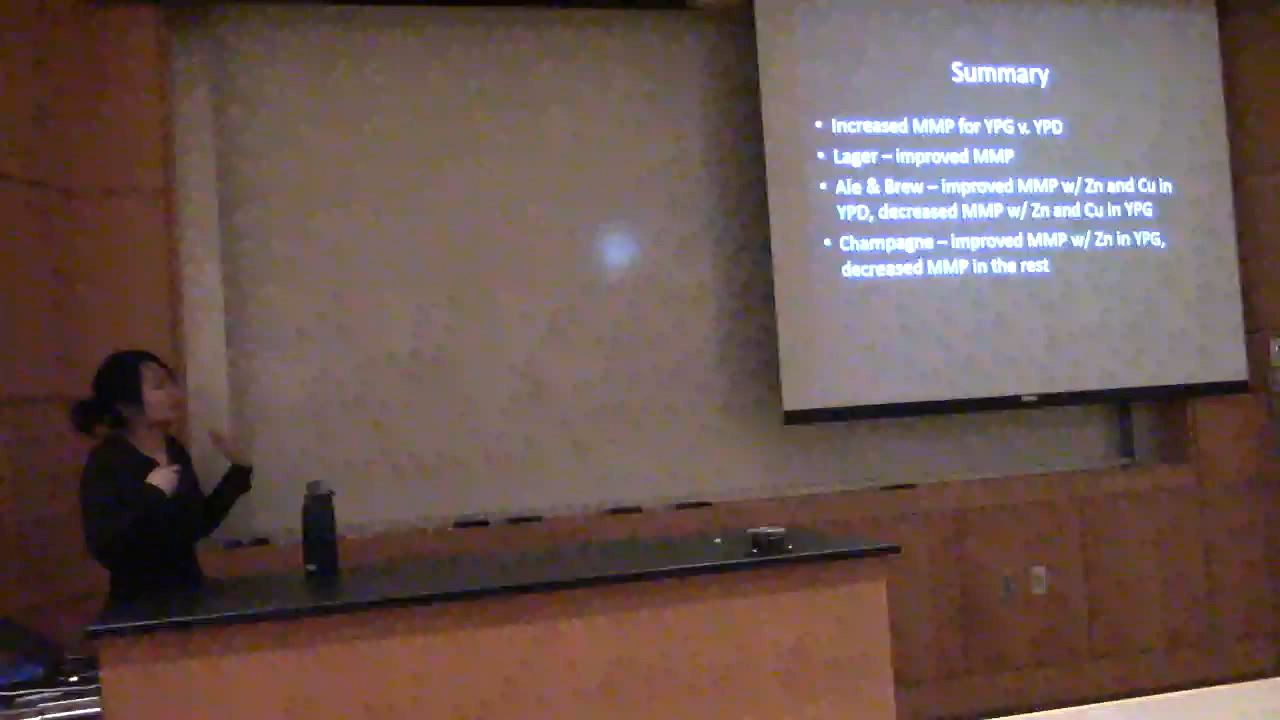 Summary
• Increased MMP for YPG v. YPD
• Lager – improved MMP
• Ale & Brew – improved MMP w/ Zn and Cu in
YPD, decreased MMP w/ Zn and Cu in YPG
• Champagne – improved MMP w/ Zn in YPG,
decreased MMP in the rest